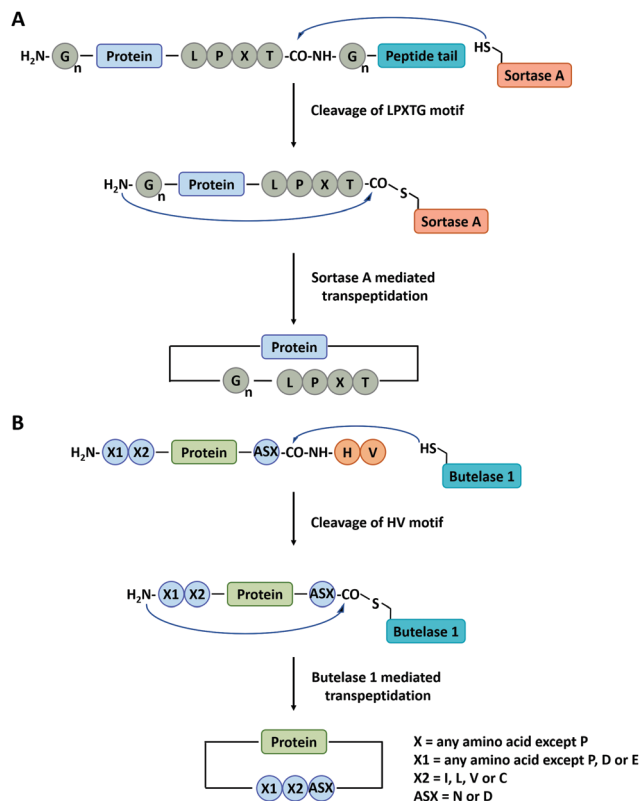 A
H2N- G n Protein L P X T -CO-NH- G n Peptide tail HS
Sortase A
Cleavage of LPXTG motif
H2N- G n Protein L P X T -CO S
Sortase A
Sortase A mediated
transpeptidation
Protein
G n L P X T
B
H2N- X1 X2 Protein ASX -CO-NH- H V HS
Butelase 1
Cleavage of HV motif
H2N- X1 X2 Protein ASX -CO S
Butelase 1
Butelase 1 mediated
transpeptidation
Protein
X1 X2 ASX
X = any amino acid except P
X1 = any amino acid except P, D or E
X2 = I, L, V or C
ASX = N or D